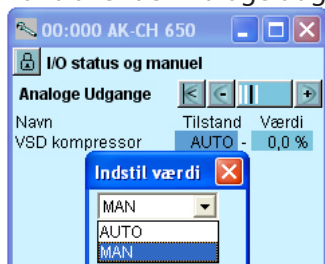 00:000 AK-CH 650
I/O status og manuel
Analoge Udgange
Navn Tilstand Værdi
VSD kompressor AUTO - 0,0 %
Indstil værdi
MAN
AUTO
MAN